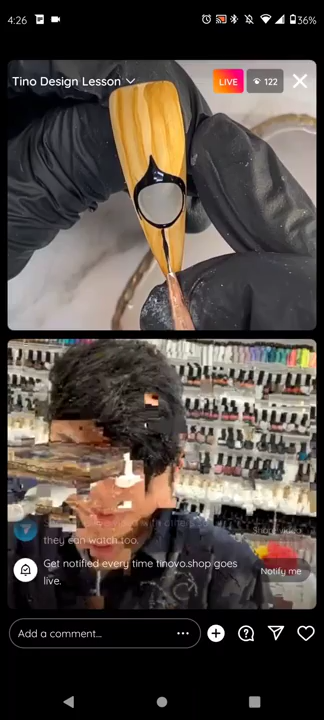 4:26
36%
Tino Design Lesson
LIVE
122
they can watch too.
Get notified every time tinovo.shop goes
live.
Notify me
Add a comment...